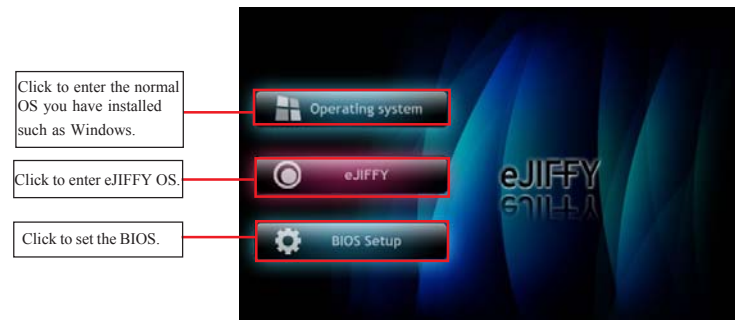 Click to enter the normal
OS you have installed
such as Windows.
Operating system
Click to enter eJIFFY OS.
eJIFFY
eJIFFY
Click to set the BIOS.
BIOS Setup